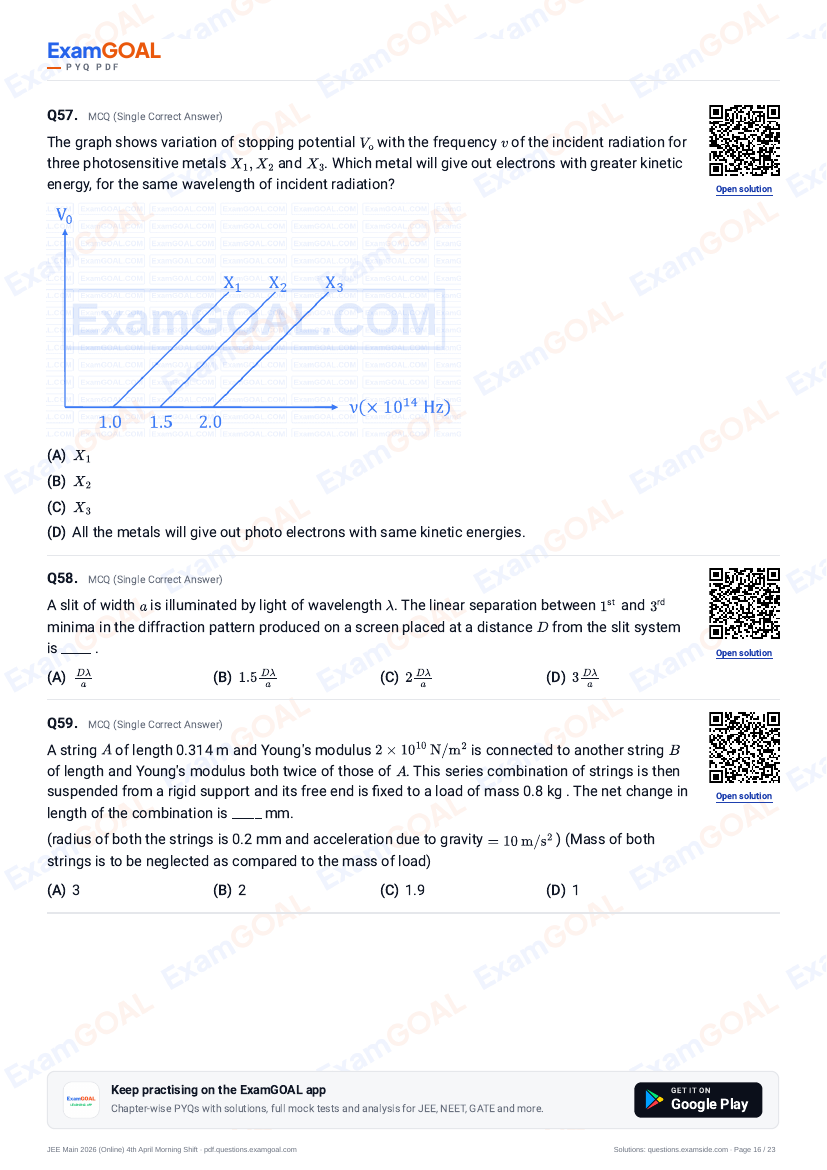 ExamGOAL
PYQ PDF
Q57. MCQ (Single Correct Answer)
The graph shows variation of stopping potential V₀ with the frequency υ of the incident radiation for
three photosensitive metals X₁, X₂ and X₃. Which metal will give out electrons with greater kinetic
energy, for the same wavelength of incident radiation?
Open solution
V₀
X₁ X₂ X₃
ExamGOAL.COM
1.0 1.5 2.0 ν(× 10¹⁴ Hz)
(A) X₁
(B) X₂
(C) X₃
(D) All the metals will give out photo electrons with same kinetic energies.
Q58. MCQ (Single Correct Answer)
A slit of width a is illuminated by light of wavelength λ. The linear separation between 1ˢᵗ and 3ʳᵈ
minima in the diffraction pattern produced on a screen placed at a distance D from the slit system
is ____ .
Open solution
(A) Dλ/a (B) 1.5 Dλ/a (C) 2 Dλ/a (D) 3 Dλ/a
Q59. MCQ (Single Correct Answer)
A string A of length 0.314 m and Young's modulus 2 × 10¹⁰ N/m² is connected to another string B
of length and Young's modulus both twice of those of A. This series combination of strings is then
suspended from a rigid support and its free end is fixed to a load of mass 0.8 kg . The net change in
length of the combination is ____ mm.
Open solution
(radius of both the strings is 0.2 mm and acceleration due to gravity = 10 m/s² ) (Mass of both
strings is to be neglected as compared to the mass of load)
(A) 3 (B) 2 (C) 1.9 (D) 1
ExamGOAL
Keep practising on the ExamGOAL app
Chapter-wise PYQs with solutions, full mock tests and analysis for JEE, NEET, GATE and more.
GET IT ON
Google Play
JEE Main 2026 (Online) 4th April Morning Shift · pdf.questions.examgoal.com
Solutions: questions.examside.com · Page 16 / 23